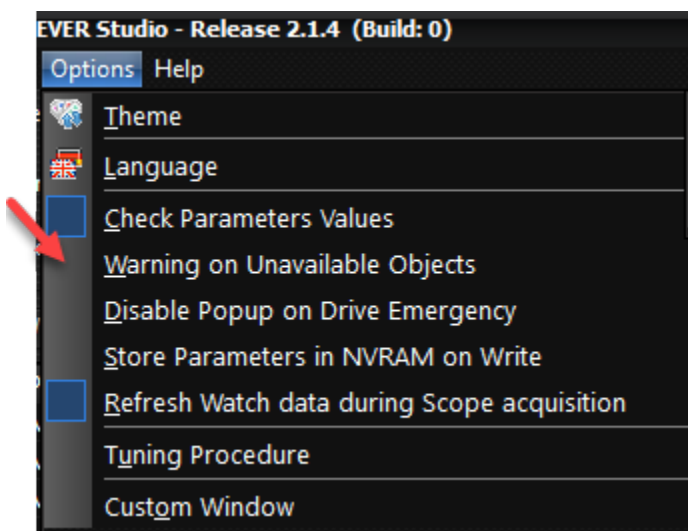 EVER Studio - Release 2.1.4 (Build: 0)
Options Help
Theme
Language
Check Parameters Values
Warning on Unavailable Objects
Disable Popup on Drive Emergency
Store Parameters in NVRAM on Write
Refresh Watch data during Scope acquisition
Tuning Procedure
Custom Window